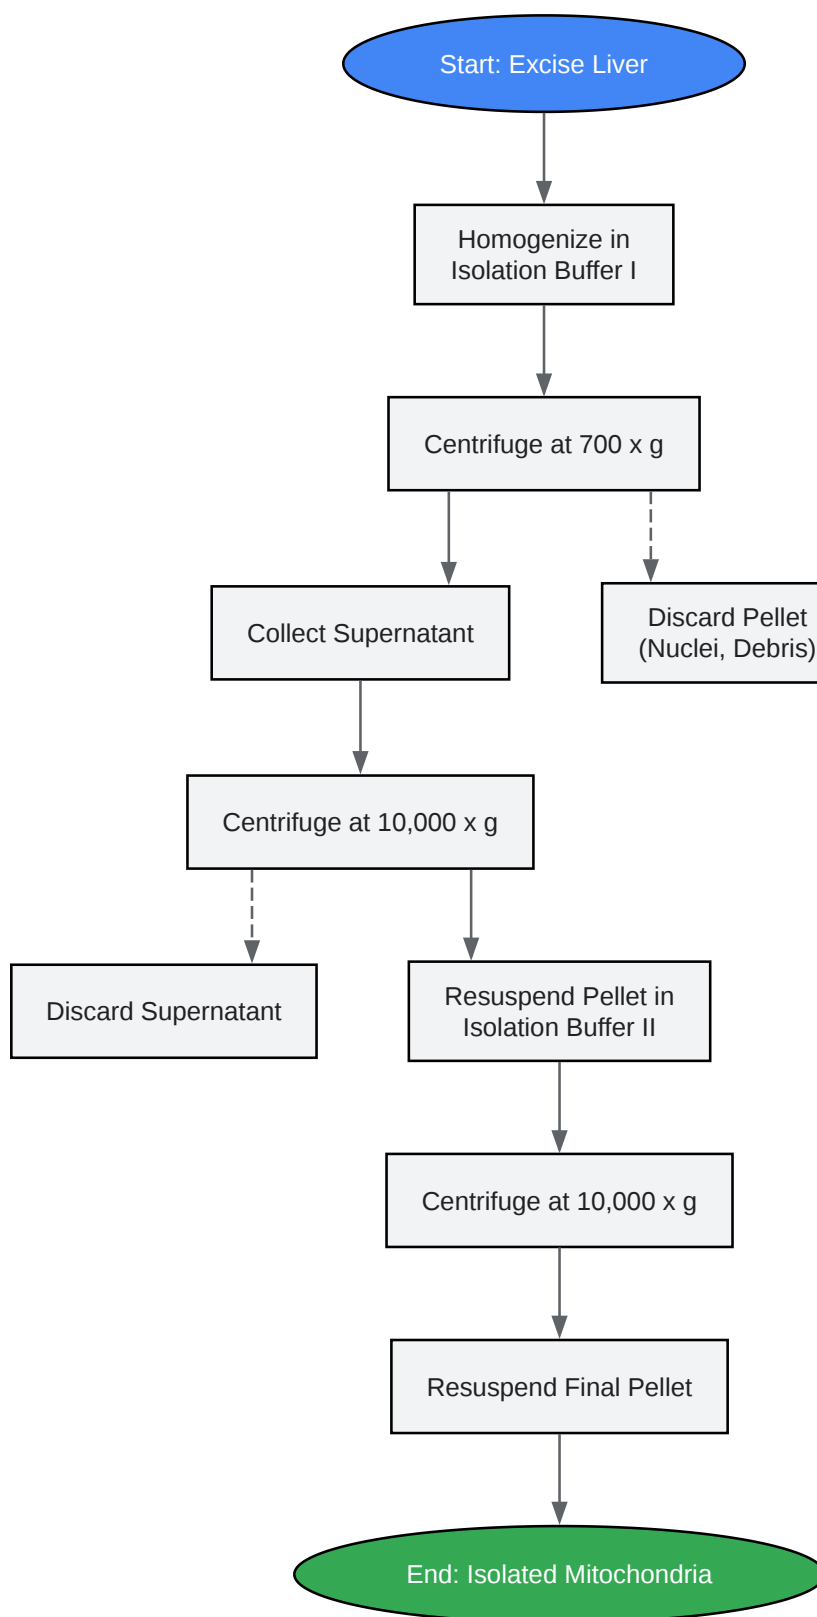 Start: Excise Liver
Homogenize in
Isolation Buffer I
Centrifuge at 700 x g
Collect Supernatant
Discard Pellet
(Nuclei, Debris)
Centrifuge at 10,000 x g
Discard Supernatant
Resuspend Pellet in
Isolation Buffer II
Centrifuge at 10,000 x g
Resuspend Final Pellet
End: Isolated Mitochondria